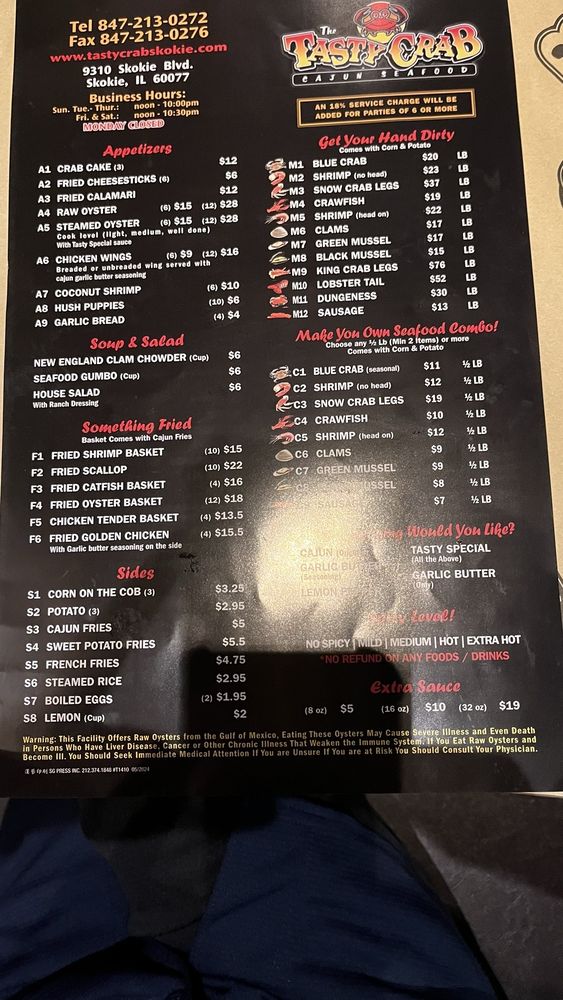 Tel 847-213-0272
Fax 847-213-0276
www.tastycrabskokie.com
9310 Skokie Blvd.
Skokie, IL 60077
Business Hours:
Sun. Tue.- Thur.: noon - 10:00pm
Fri. & Sat.: noon - 10:30pm
MONDAY CLOSED
The
TASTY CRAB
CAJUN SEAFOOD
AN 18% SERVICE CHARGE WILL BE
ADDED FOR PARTIES OF 6 OR MORE
Appetizers
A1 CRAB CAKE (3) $12
A2 FRIED CHEESESTICKS (6) $6
A3 FRIED CALAMARI $12
A4 RAW OYSTER (6) $15 (12) $28
A5 STEAMED OYSTER (6) $15 (12) $28
Cook level (light, medium, well done)
With Tasty Special sauce
A6 CHICKEN WINGS (6) $9 (12) $16
Breaded or unbreaded wing served with
cajun garlic butter seasoning
A7 COCONUT SHRIMP (6) $10
A8 HUSH PUPPIES (10) $6
A9 GARLIC BREAD (4) $4
Soup & Salad
NEW ENGLAND CLAM CHOWDER (Cup) $6
SEAFOOD GUMBO (Cup) $6
HOUSE SALAD $6
With Ranch Dressing
Something Fried
Basket Comes with Cajun Fries
F1 FRIED SHRIMP BASKET (10) $15
F2 FRIED SCALLOP (10) $22
F3 FRIED CATFISH BASKET (4) $16
F4 FRIED OYSTER BASKET (12) $18
F5 CHICKEN TENDER BASKET (4) $13.5
F6 FRIED GOLDEN CHICKEN (4) $15.5
With Garlic butter seasoning on the side
Sides
S1 CORN ON THE COB (3) $3.25
S2 POTATO (3) $2.95
S3 CAJUN FRIES $5
S4 SWEET POTATO FRIES $5.5
S5 FRENCH FRIES $4.75
S6 STEAMED RICE $2.95
S7 BOILED EGGS (2) $1.95
S8 LEMON (Cup) $2
Get Your Hand Dirty
Comes with Corn & Potato
M1 BLUE CRAB $20 LB
M2 SHRIMP (no head) $23 LB
M3 SNOW CRAB LEGS $37 LB
M4 CRAWFISH $19 LB
M5 SHRIMP (head on) $22 LB
M6 CLAMS $17 LB
M7 GREEN MUSSEL $17 LB
M8 BLACK MUSSEL $15 LB
M9 KING CRAB LEGS $76 LB
M10 LOBSTER TAIL $52 LB
M11 DUNGENESS $30 LB
M12 SAUSAGE $13 LB
Make You Own Seafood Combo!
Choose any ½ Lb (Min 2 Items) or more
Comes with Corn & Potato
C1 BLUE CRAB (seasonal) $11 ½ LB
C2 SHRIMP (no head) $12 ½ LB
C3 SNOW CRAB LEGS $19 ½ LB
C4 CRAWFISH $10 ½ LB
C5 SHRIMP (head on) $12 ½ LB
C6 CLAMS $9 ½ LB
C7 GREEN MUSSEL $9 ½ LB
MUSSEL $8 ½ LB
$7 ½ LB
Would You Like?
CAJUN
TASTY SPECIAL
(All the Above)
GARLIC
GARLIC BUTTER
(Only)
LEMON
Level!
NO SPICY | MILD | MEDIUM | HOT | EXTRA HOT
*NO REFUND ON ANY FOODS / DRINKS
Extra Sauce
(8 oz) $5 (16 oz) $10 (32 oz) $19
Warning: This Facility Offers Raw Oysters from the Gulf of Mexico, Eating These Oysters May Cause Severe Illness and Even Death
in Persons Who Have Liver Disease, Cancer or Other Chronic Illness That Weaken the Immune System. If You Eat Raw Oysters and
Become Ill. You Should Seek Immediate Medical Attention If You are Unsure If You are at Risk You Should Consult Your Physician.
SG PRESS INC. 212.374.1848 #11410 05/2024